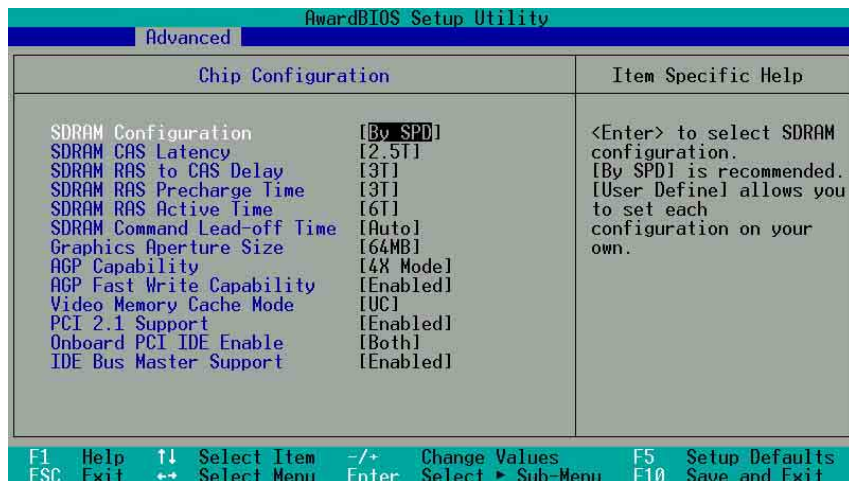 AwardBIOS Setup Utility
Advanced
Chip Configuration
Item Specific Help
SDRAM Configuration [By SPD]
SDRAM CAS Latency [2.5T]
SDRAM RAS to CAS Delay [3T]
SDRAM RAS Precharge Time [3T]
SDRAM RAS Active Time [6T]
SDRAM Command Lead-off Time [Auto]
Graphics Aperture Size [64MB]
AGP Capability [4X Mode]
AGP Fast Write Capability [Enabled]
Video Memory Cache Mode [UC]
PCI 2.1 Support [Enabled]
Onboard PCI IDE Enable [Both]
IDE Bus Master Support [Enabled]
<Enter> to select SDRAM
configuration.
[By SPD] is recommended.
[User Define] allows you
to set each
configuration on your
own.
F1 Help ↑↓ Select Item -/+ Change Values F5 Setup Defaults
ESC Exit ←→ Select Menu Enter Select ► Sub-Menu F10 Save and Exit